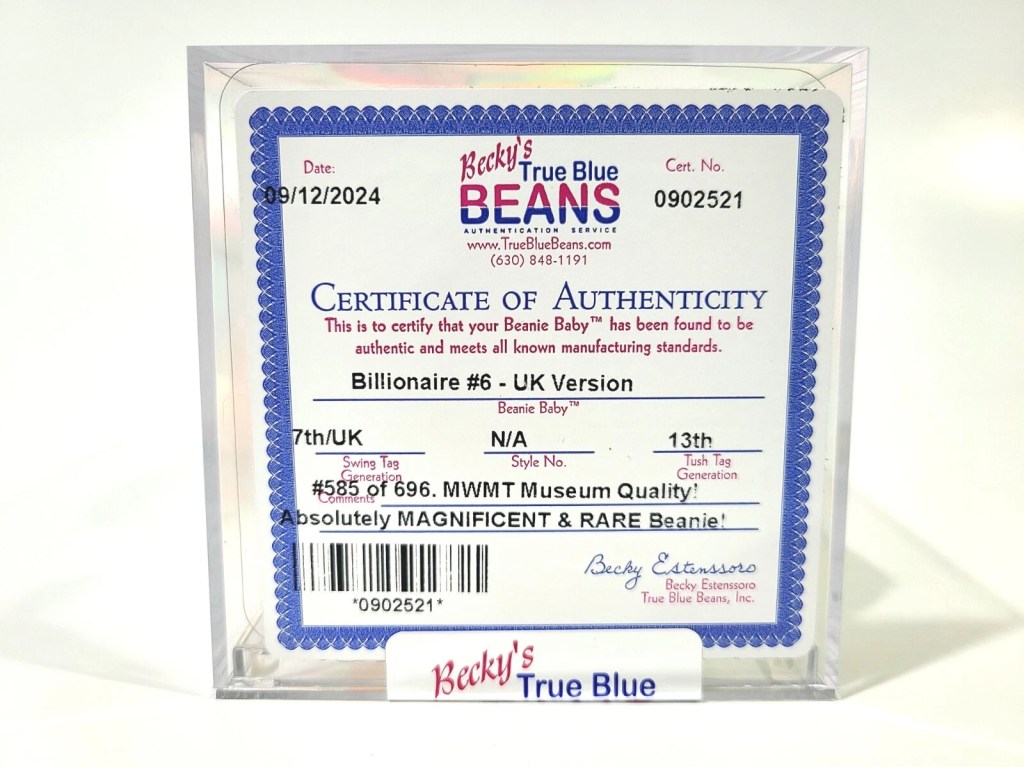 Date:
09/12/2024
Becky's
True Blue
BEANS
AUTHENTICATION SERVICE
www.TrueBlueBeans.com
(630) 848-1191
Cert. No.
0902521
CERTIFICATE OF AUTHENTICITY
This is to certify that your Beanie Baby™ has been found to be
authentic and meets all known manufacturing standards.
Billionaire #6 - UK Version
Beanie Baby™
7th/UK N/A 13th
Swing Tag Generation
Style No.
Tush Tag Generation
#585 of 696. MWMT Museum Quality!
Comments
Absolutely MAGNIFICENT & RARE Beanie!
*0902521*
Becky Estenssoro
Becky Estenssoro
True Blue Beans, Inc.
Becky's
True Blue